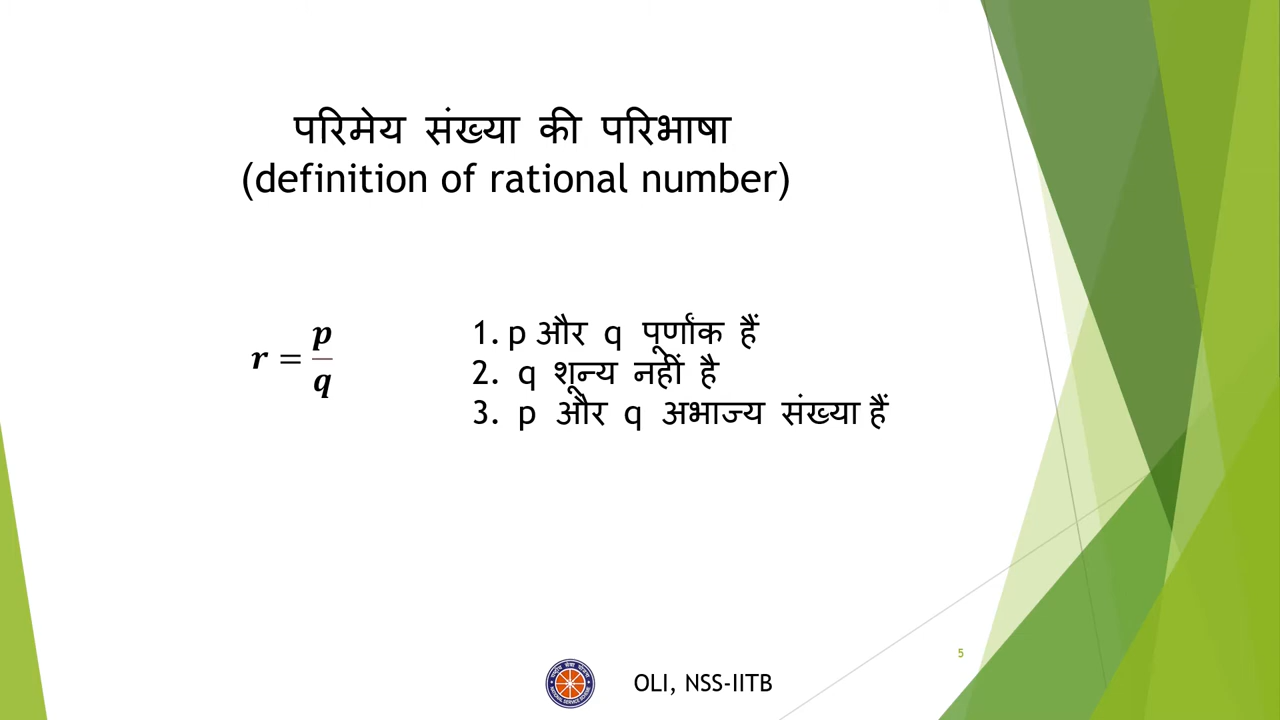 परिमेय संख्या की परिभाषा
(definition of rational number)
r = p/q
1. p और q पूर्णांक हैं
2. q शून्य नहीं है
3. p और q अभाज्य संख्या हैं
5
OLI, NSS-IITB